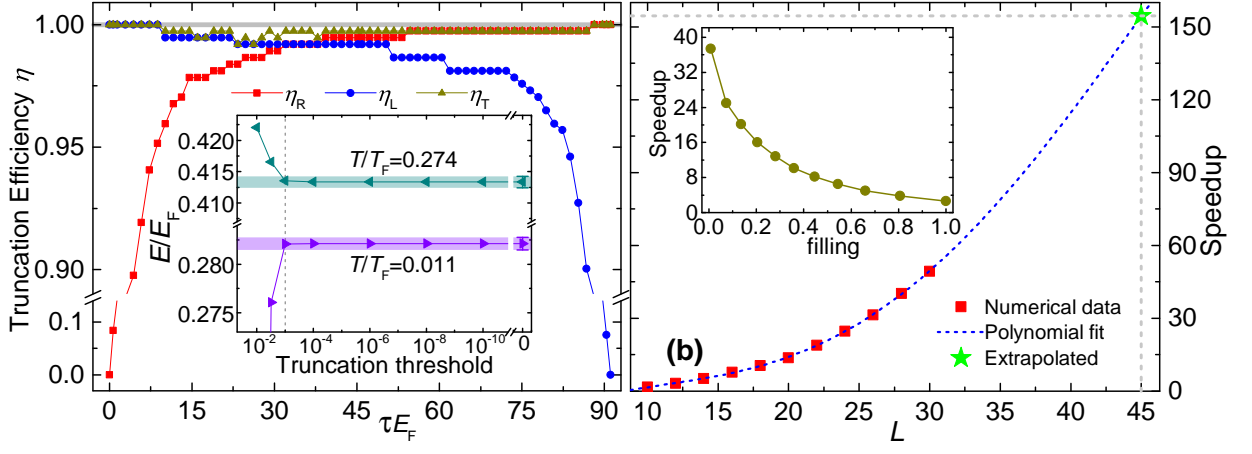 Truncation Efficiency η
1.00
0.95
0.90
0.1
0.0
0
15
30
45
60
75
90
τE_F
η_R
η_L
η_T
E/E_F
0.420
0.415
0.410
0.280
0.275
T/T_F=0.274
T/T_F=0.011
10^-2
10^-4
10^-6
10^-8
10^-10
0
Truncation threshold
Speedup
40
32
24
16
8
0
0.0
0.2
0.4
0.6
0.8
1.0
filling
(b)
Numerical data
Polynomial fit
Extrapolated
10
15
20
25
30
35
40
45
L
150
120
90
60
30
0
Speedup